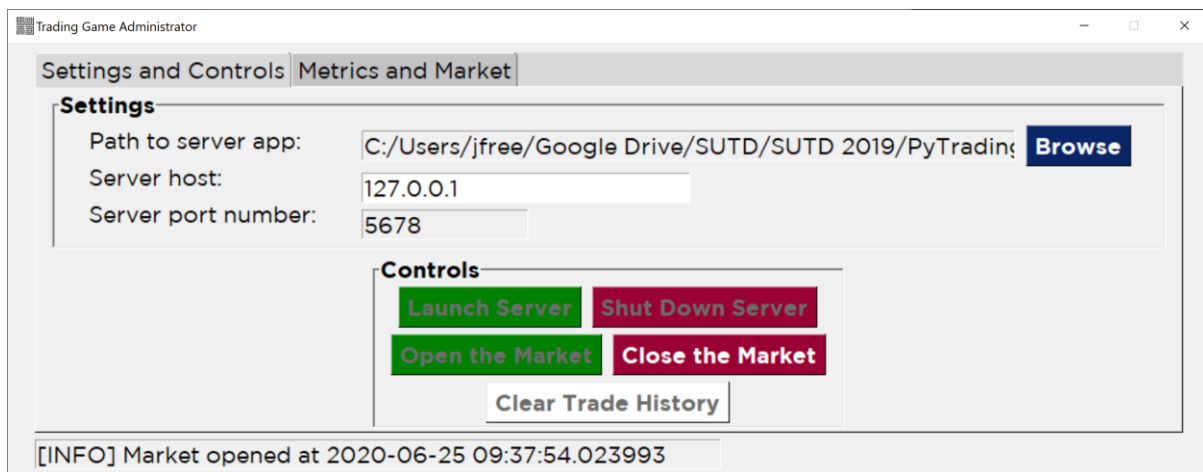 Trading Game Administrator
Settings and Controls Metrics and Market
Settings
Path to server app: C:/Users/jfree/Google Drive/SUTD/SUTD 2019/PyTrading Browse
Server host: 127.0.0.1
Server port number: 5678
Controls
Launch Server Shut Down Server
Open the Market Close the Market
Clear Trade History
[INFO] Market opened at 2020-06-25 09:37:54.023993